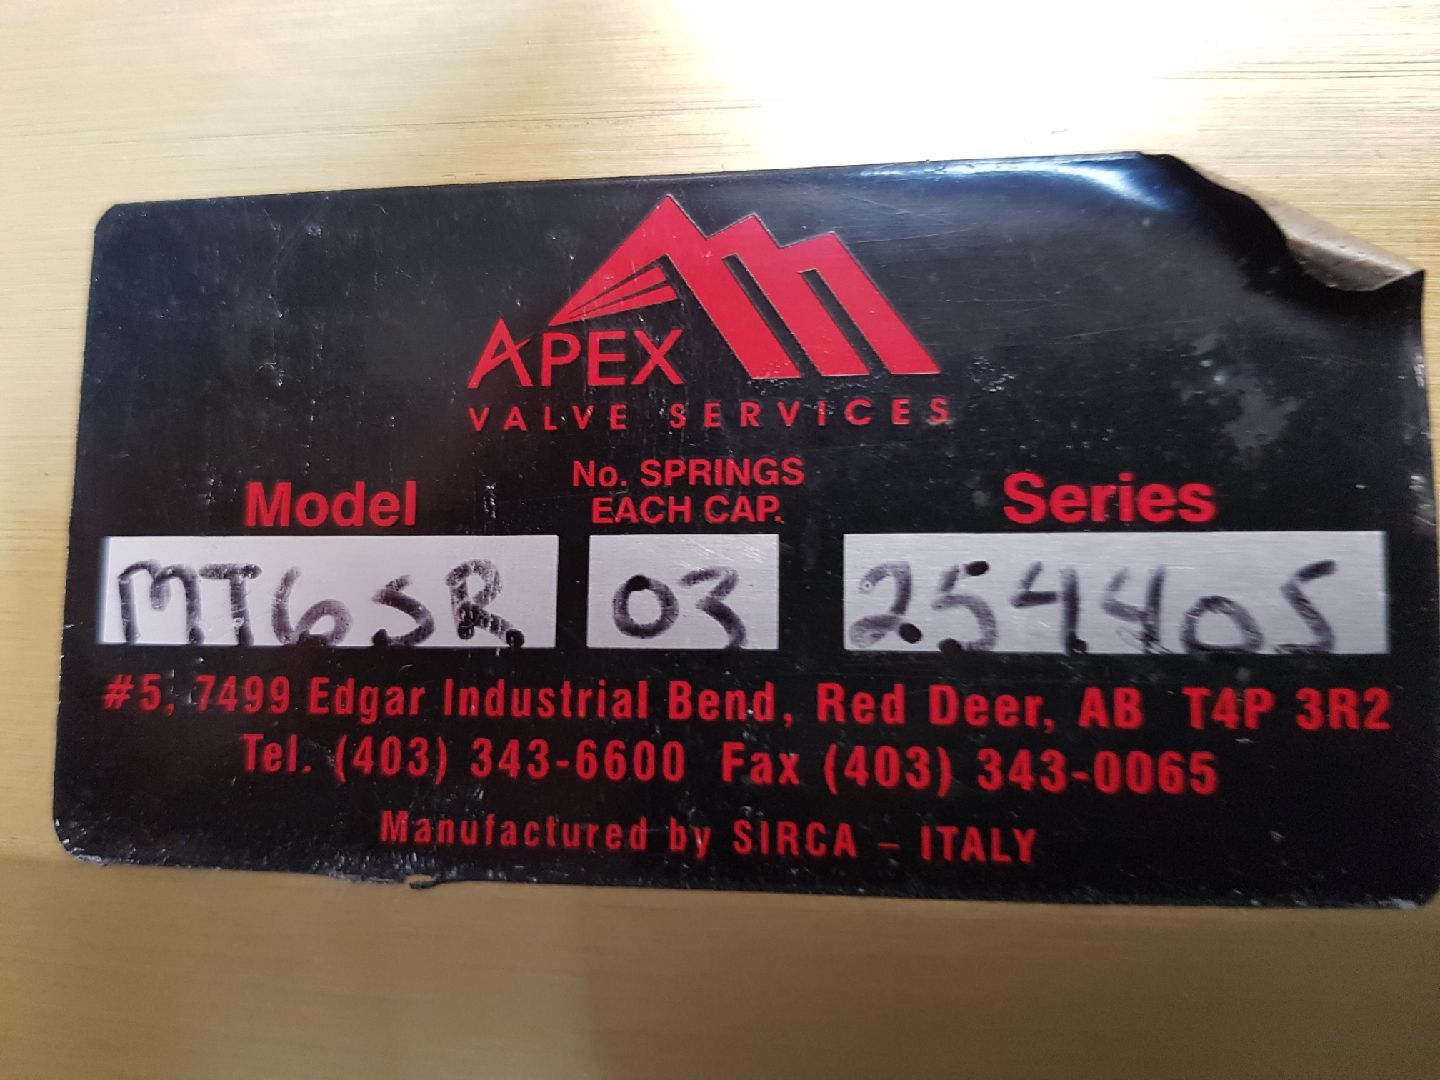 APEX
VALVE SERVICES
Model
No. SPRINGS
EACH CAP.
Series
MT6SR
03
254405
#5, 7499 Edgar Industrial Bend, Red Deer, AB T4P 3R2
Tel. (403) 343-6600 Fax (403) 343-0065
Manufactured by SIRCA – ITALY